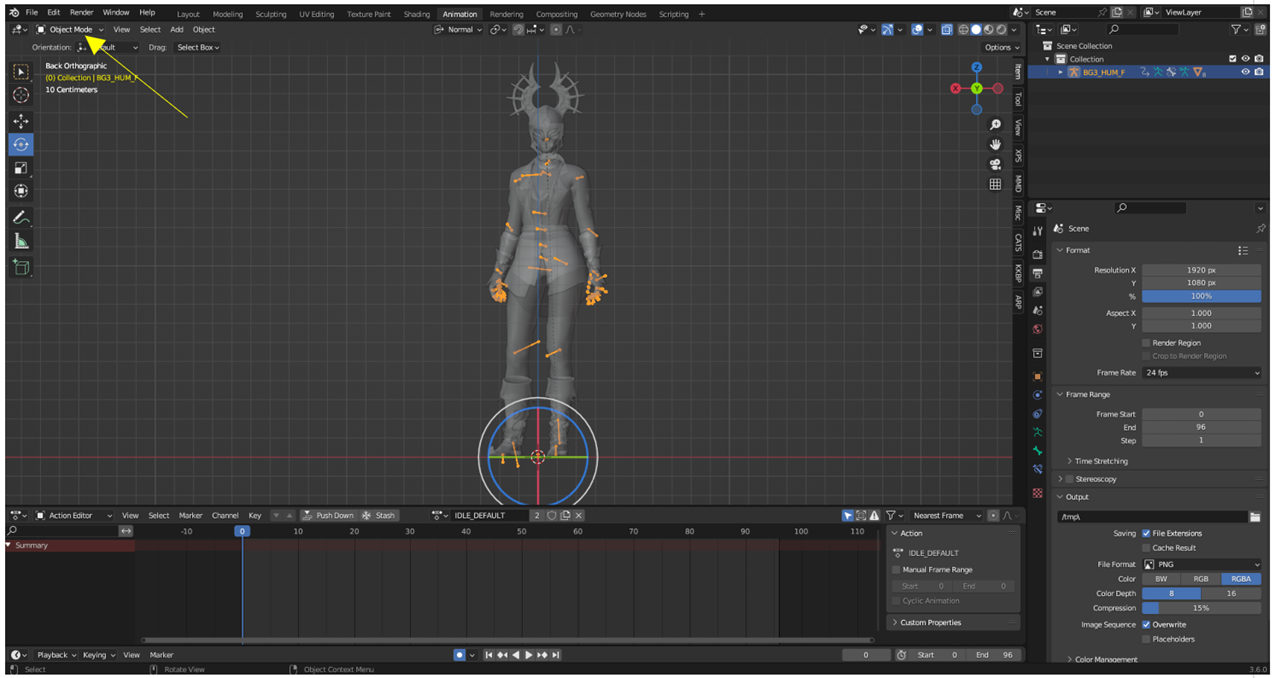 File Edit Render Window Help Layout Modeling Sculpting UV Editing Texture Paint Shading Animation Rendering Compositing Geometry Nodes Scripting + Scene ViewLayer
Object Mode View Select Add Object Normal
Orientation: Drag: Select Box Options
Back Orthographic
(0) Collection | BG3_HUM_F
10 Centimeters
Z
X
Y
Item
Tool
View
XPS
MMD
Misc
CATS
KKBP
ARP
Scene Collection
Collection
BG3_HUM_F
Scene
Format
Resolution X 1920 px
Y 1080 px
% 100%
Aspect X 1.000
Y 1.000
Render Region
Crop to Render Region
Frame Rate 24 fps
Frame Range
Frame Start 0
End 96
Step 1
Time Stretching
Stereoscopy
Output
/tmp\
Saving File Extensions
Cache Result
File Format PNG
Color BW RGB RGBA
Color Depth 8 16
Compression 15%
Image Sequence Overwrite
Placeholders
Color Management
Action Editor View Select Marker Channel Key Push Down Stash IDLE_DEFAULT 2 Nearest Frame
-10 0 10 20 30 40 50 60 70 80 90 100 110
Summary
Action
IDLE_DEFAULT
Manual Frame Range
Start 0 End 0
Cyclic Animation
Custom Properties
Playback Keying View Marker 0 Start 0 End 96
Select Rotate View Object Context Menu 3.6.0